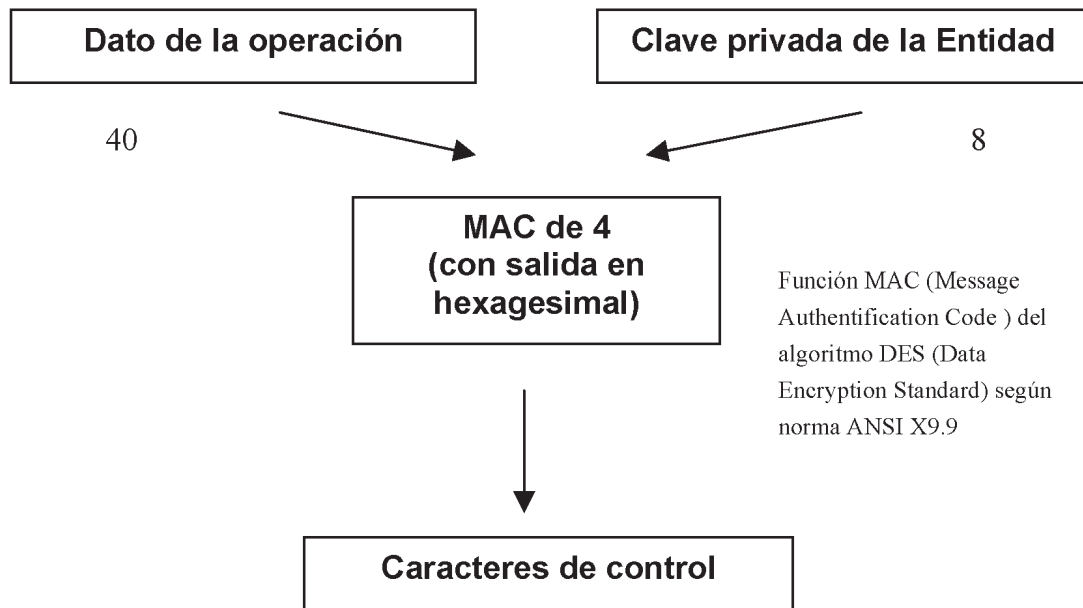 Dato de la operación
Clave privada de la Entidad
40
8
MAC de 4
(con salida en
hexagesimal)
Función MAC (Message
Authentification Code ) del
algoritmo DES (Data
Encryption Standard) según
norma ANSI X9.9
Caracteres de control